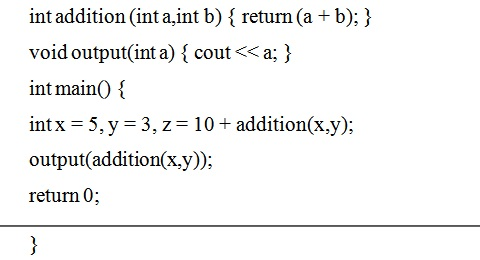 int addition (int a,int b) { return (a + b); }
void output(int a) { cout << a; }
int main() {
int x = 5, y = 3, z = 10 + addition(x,y);
output(addition(x,y));
return 0;
}